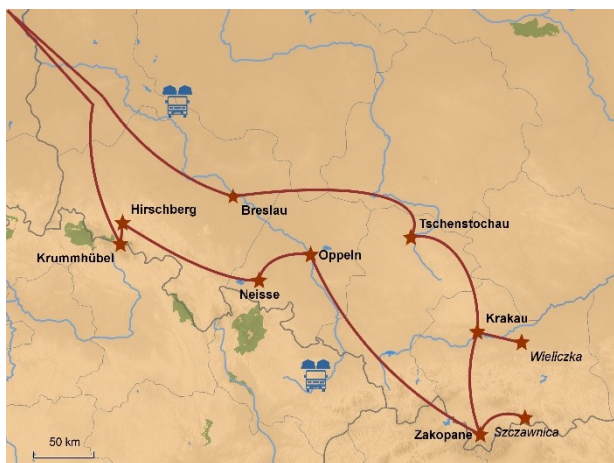 Hirschberg
Breslau
Tschenstochau
Krummhübel
Oppeln
Neisse
Krakau
Wieliczka
Zakopane
Szczawnica
50 km